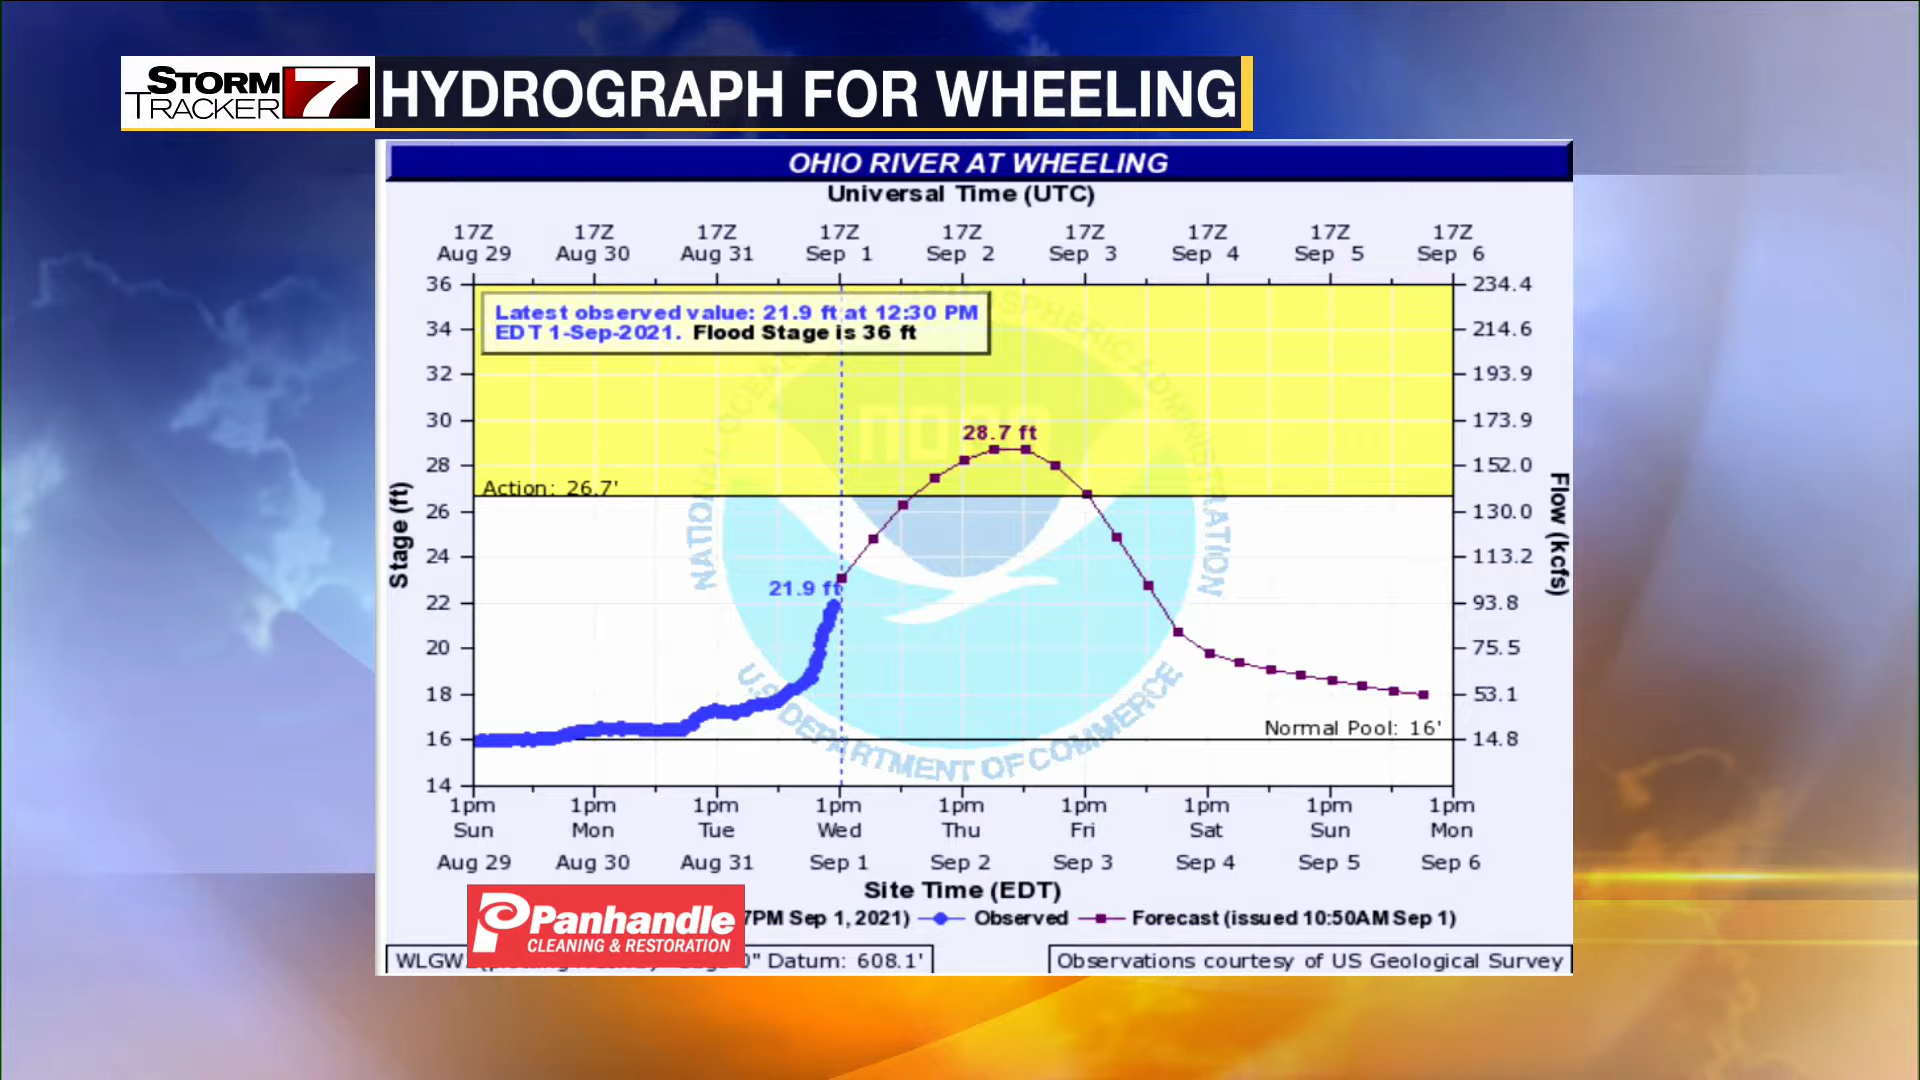 STORM TRACKER 7
HYDROGRAPH FOR WHEELING
OHIO RIVER AT WHEELING
Universal Time (UTC)
17Z 17Z 17Z 17Z 17Z 17Z 17Z 17Z 17Z
Aug 29 Aug 30 Aug 31 Sep 1 Sep 2 Sep 3 Sep 4 Sep 5 Sep 6
Latest observed value: 21.9 ft at 12:30 PM
EDT 1-Sep-2021. Flood Stage is 36 ft
36 234.4
34 214.6
32 193.9
30 173.9
28 152.0
26 130.0
24 113.2
22 93.8
20 75.5
18 53.1
16 14.8
14
Stage (ft)
Flow (kcfs)
28.7 ft
Action: 26.7'
21.9 ft
Normal Pool: 16'
NOAA
U.S. DEPARTMENT OF COMMERCE
1pm 1pm 1pm 1pm 1pm 1pm 1pm 1pm 1pm
Sun Mon Tue Wed Thu Fri Sat Sun Mon
Aug 29 Aug 30 Aug 31 Sep 1 Sep 2 Sep 3 Sep 4 Sep 5 Sep 6
Site Time (EDT)
7PM Sep 1, 2021) Observed Forecast (issued 10:50AM Sep 1)
Panhandle
CLEANING & RESTORATION
WLGW 0" Datum: 608.1'
Observations courtesy of US Geological Survey